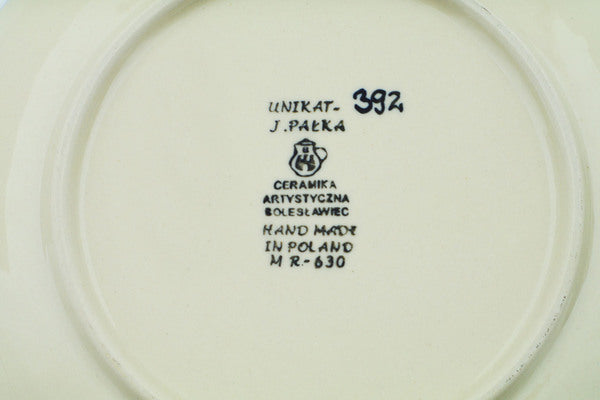 UNIKAT- 392
J. PAŁKA
CERAMIKA
ARTYSTYCZNA
BOLESŁAWIEC
HAND MADE
IN POLAND
M R.-630